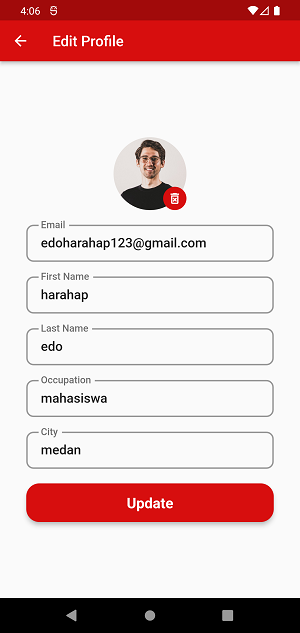 4:06
Edit Profile
Email
edoharahap123@gmail.com
First Name
harahap
Last Name
edo
Occupation
mahasiswa
City
medan
Update